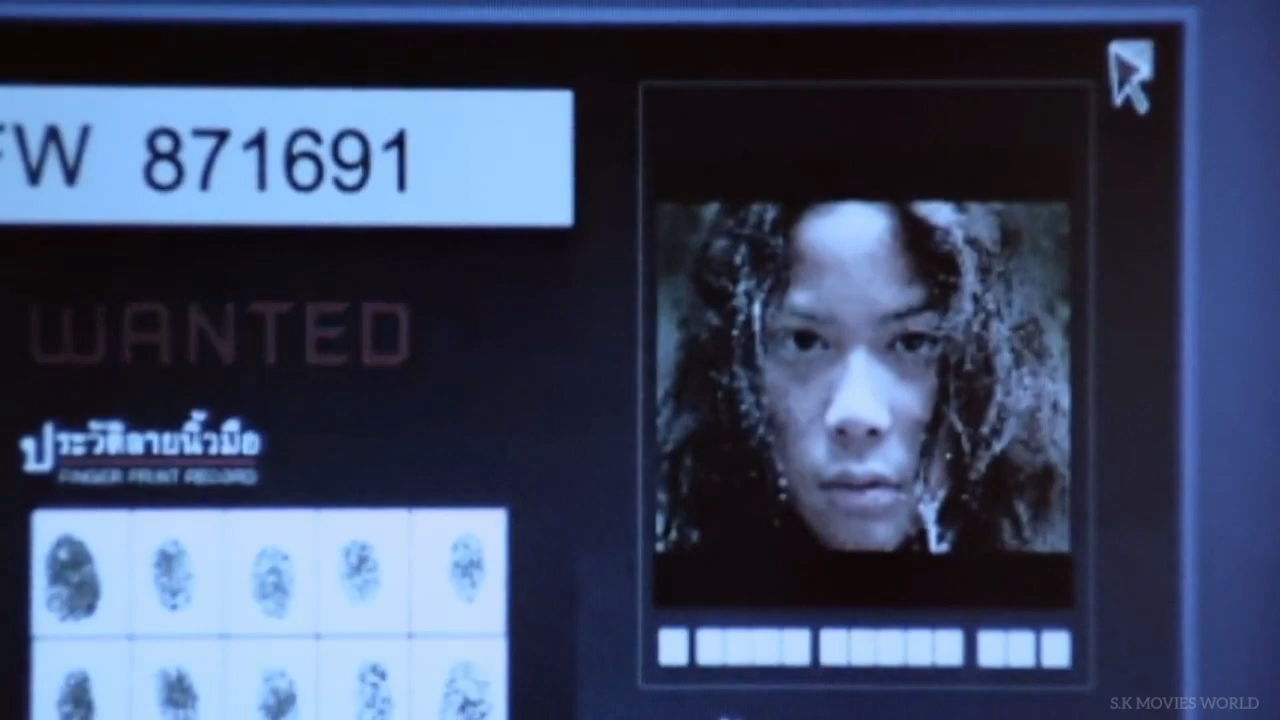 FW 871691
WANTED
ประวัติลายนิ้วมือ
FINGER PRINT RECORD
S.K MOVIES WORLD